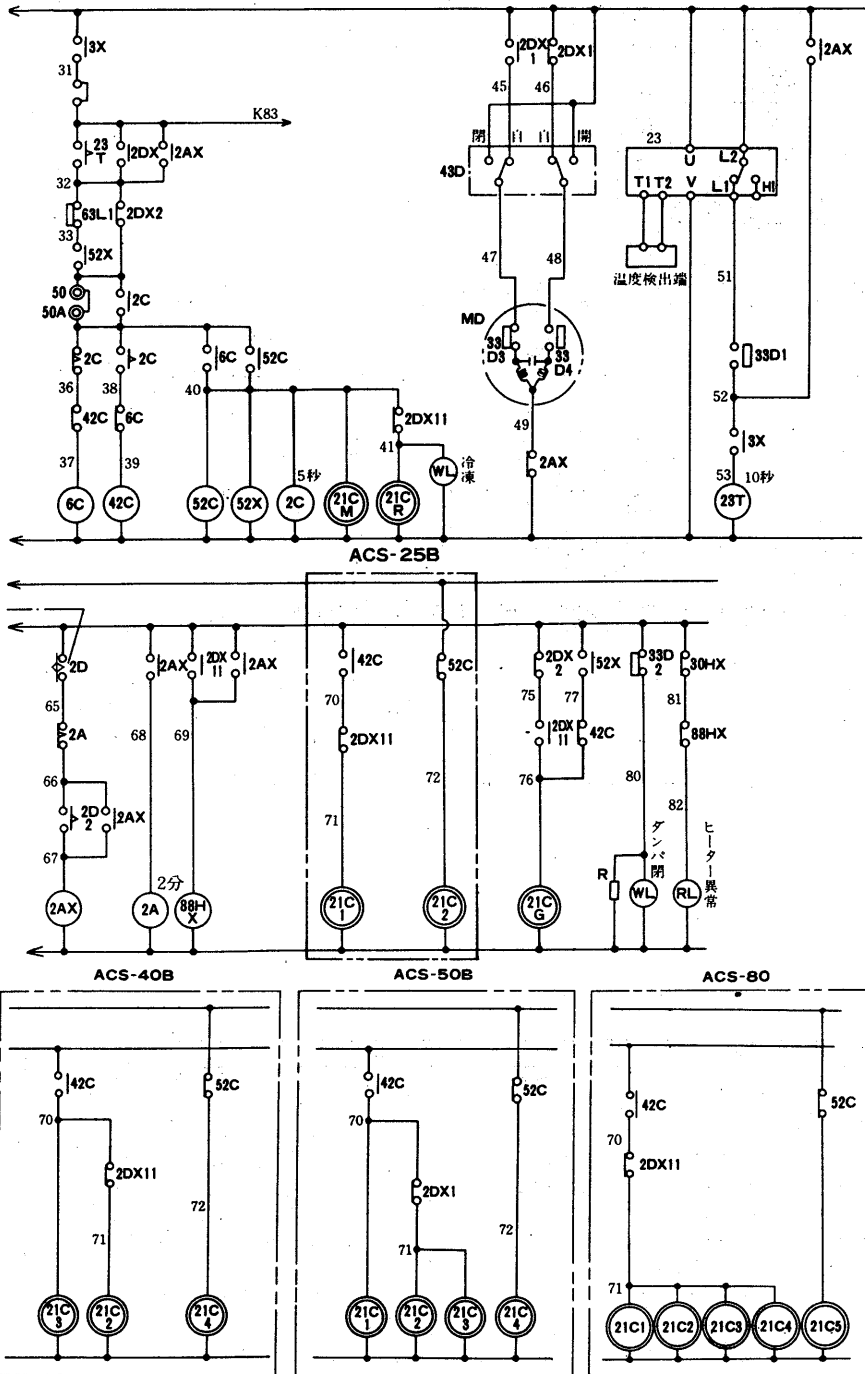 3X
2DX
1
2DX1
2AX
31
45
46
K83
23
T
2DX
2AX
閉
自
自
開
43D
23
U
L2
T1
T2
V
L1
HI
32
63L1
2DX2
33
52X
47
48
温度検出端
51
50
50A
2C
MD
33
D3
33
D4
33D1
2C
2C
6C
52C
52
36
38
40
42C
6C
2DX11
49
3X
37
39
5秒
41
WL
冷凍
2AX
53
10秒
6C
42C
52C
52X
2C
21C
M
21C
R
23T
ACS-25B
2D
2AX
2DX
11
2AX
42C
52C
2DX
2
52X
33D
2
30HX
65
70
75
77
81
2A
68
69
2DX11
2DX
11
42C
88HX
66
72
76
80
2D
2
2AX
71
82
67
ダンパ閉
ヒーター異常
2分
R
2AX
2A
88H
X
21C
1
21C
2
21C
G
WL
RL
ACS-40B
ACS-50B
ACS-80
42C
52C
42C
52C
42C
52C
70
70
70
2DX11
2DX1
2DX11
72
72
71
71
71
21C
3
21C
2
21C
4
21C
1
21C
2
21C
3
21C
4
21C1
21C2
21C3
21C4
21C5